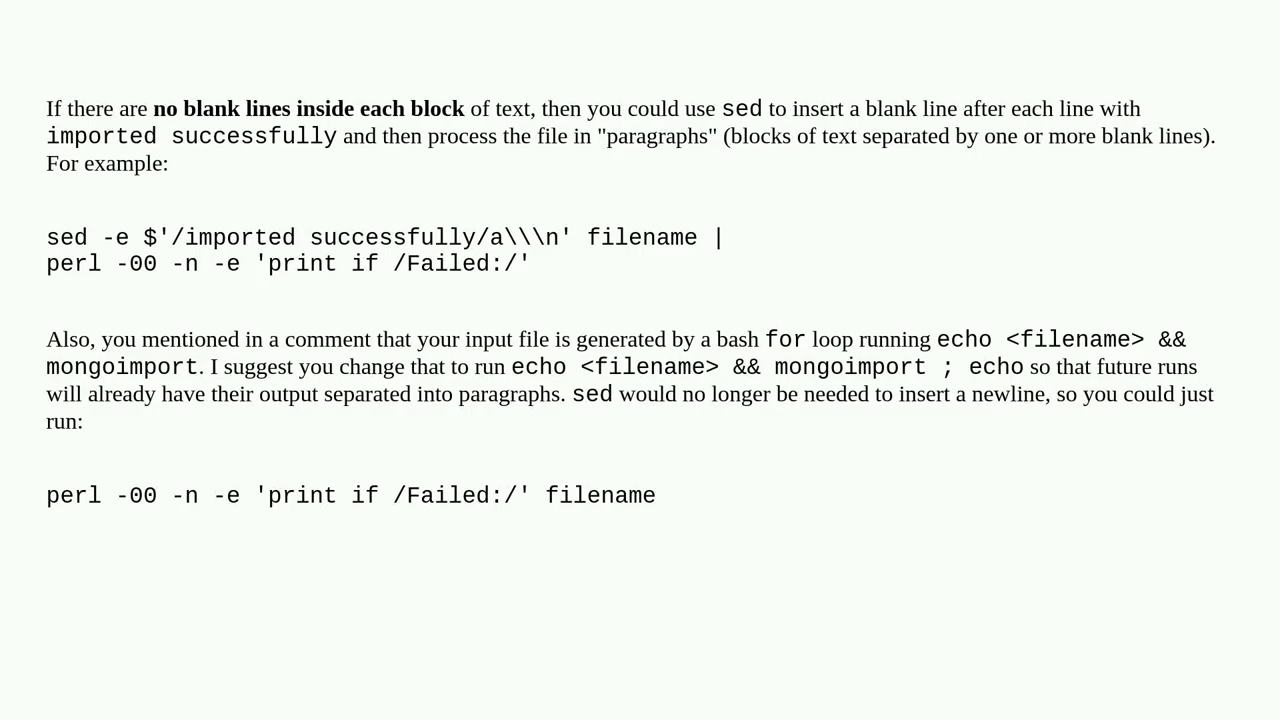 If there are no blank lines inside each block of text, then you could use sed to insert a blank line after each line with
imported successfully and then process the file in "paragraphs" (blocks of text separated by one or more blank lines).
For example:
sed -e $'/imported successfully/a\\\n' filename |
perl -00 -n -e 'print if /Failed:/'
Also, you mentioned in a comment that your input file is generated by a bash for loop running echo <filename> &&
mongoimport. I suggest you change that to run echo <filename> && mongoimport ; echo so that future runs
will already have their output separated into paragraphs. sed would no longer be needed to insert a newline, so you could just
run:
perl -00 -n -e 'print if /Failed:/' filename